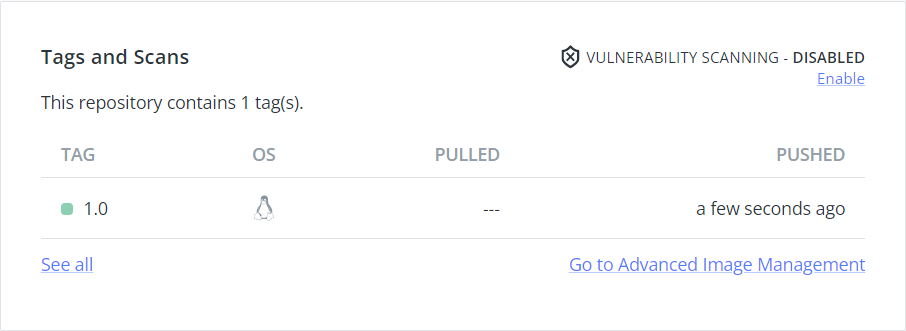 Tags and Scans
VULNERABILITY SCANNING - DISABLED
Enable
This repository contains 1 tag(s).
TAG OS PULLED PUSHED
1.0 --- a few seconds ago
See all Go to Advanced Image Management